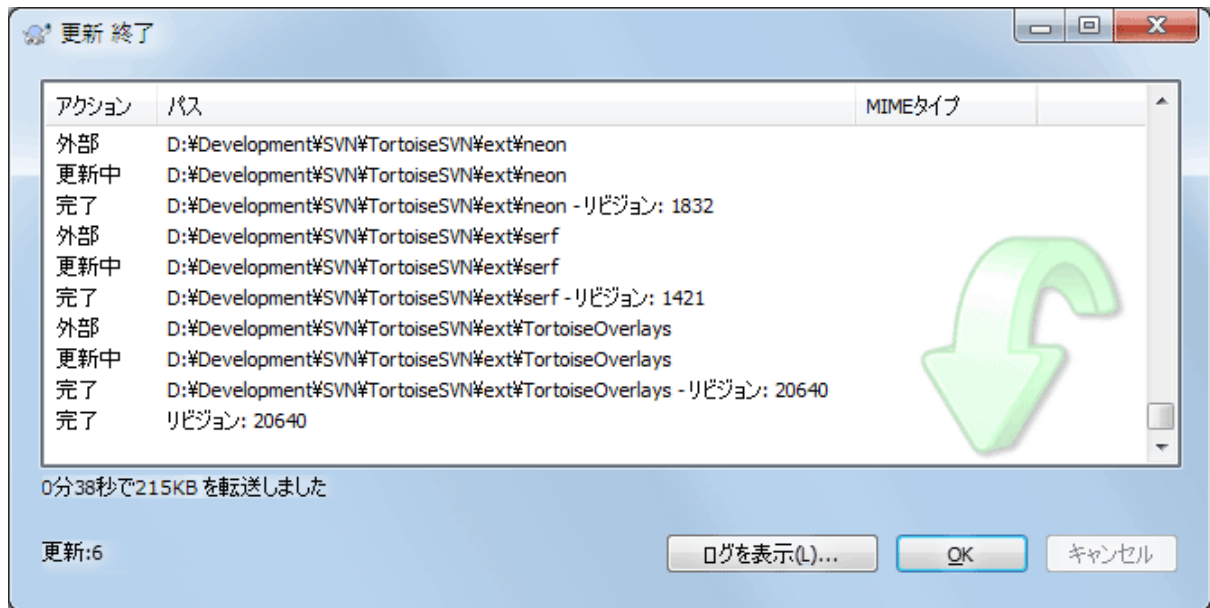 更新 終了
アクション パス MIMEタイプ
外部 D:¥Development¥SVN¥TortoiseSVN¥ext¥neon
更新中 D:¥Development¥SVN¥TortoiseSVN¥ext¥neon
完了 D:¥Development¥SVN¥TortoiseSVN¥ext¥neon - リビジョン: 1832
外部 D:¥Development¥SVN¥TortoiseSVN¥ext¥serf
更新中 D:¥Development¥SVN¥TortoiseSVN¥ext¥serf
完了 D:¥Development¥SVN¥TortoiseSVN¥ext¥serf - リビジョン: 1421
外部 D:¥Development¥SVN¥TortoiseSVN¥ext¥TortoiseOverlays
更新中 D:¥Development¥SVN¥TortoiseSVN¥ext¥TortoiseOverlays
完了 D:¥Development¥SVN¥TortoiseSVN¥ext¥TortoiseOverlays - リビジョン: 20640
完了 リビジョン: 20640
0分38秒で215KB を転送しました
更新:6 ログを表示(L)... OK キャンセル